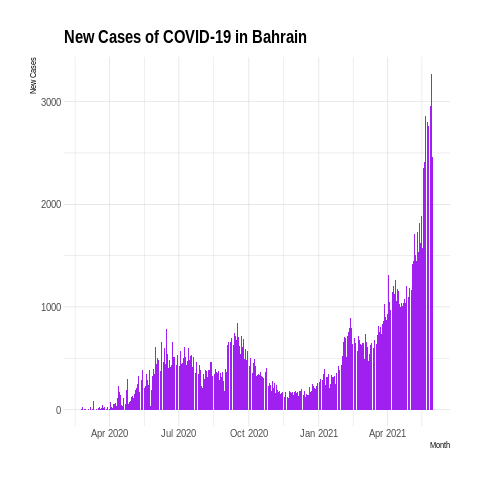 New Cases of COVID-19 in Bahrain
New Cases
3000
2000
1000
0
Apr 2020 Jul 2020 Oct 2020 Jan 2021 Apr 2021
Month